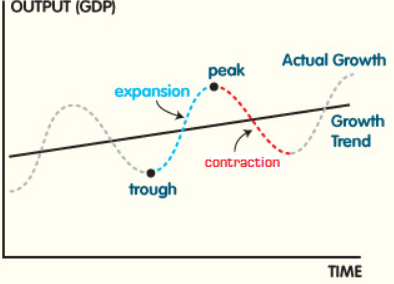 OUTPUT (GDP)
peak
Actual Growth
expansion
Growth
Trend
contraction
trough
TIME